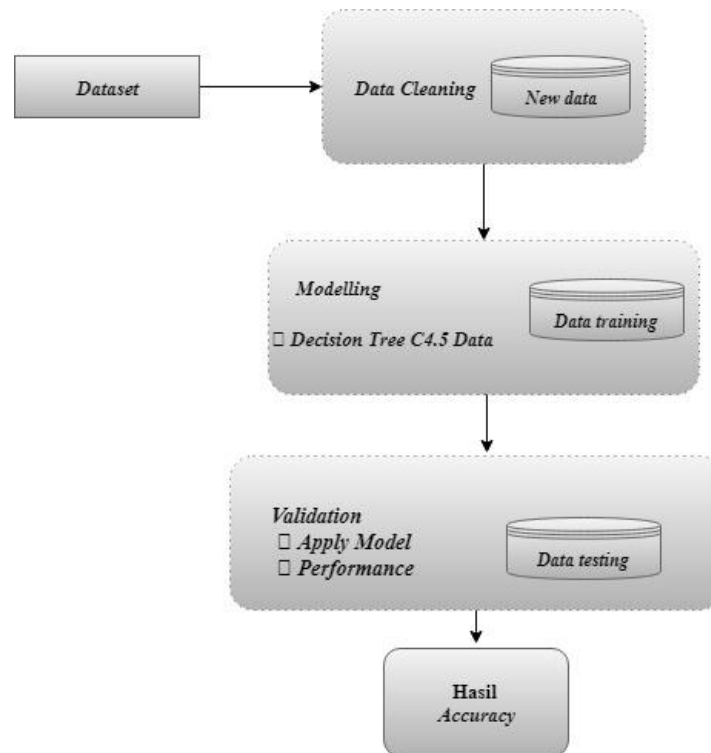 Dataset
Data Cleaning
New data
Modelling
Data training
▯ Decision Tree C4.5 Data
Validation
▯ Apply Model
▯ Performance
Data testing
Hasil
Accuracy